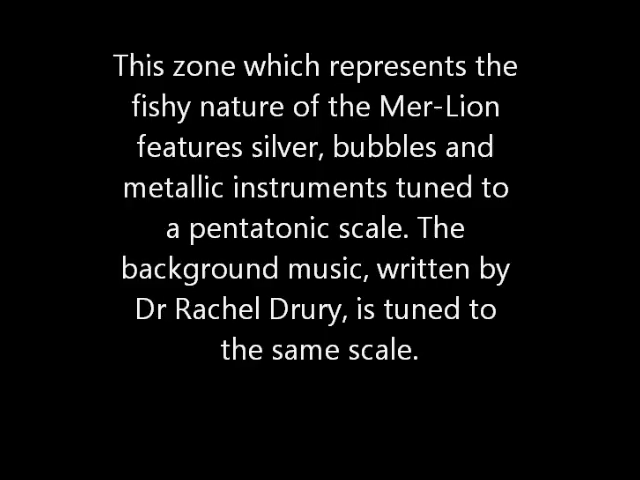 This zone which represents the
fishy nature of the Mer-Lion
features silver, bubbles and
metallic instruments tuned to
a pentatonic scale. The
background music, written by
Dr Rachel Drury, is tuned to
the same scale.